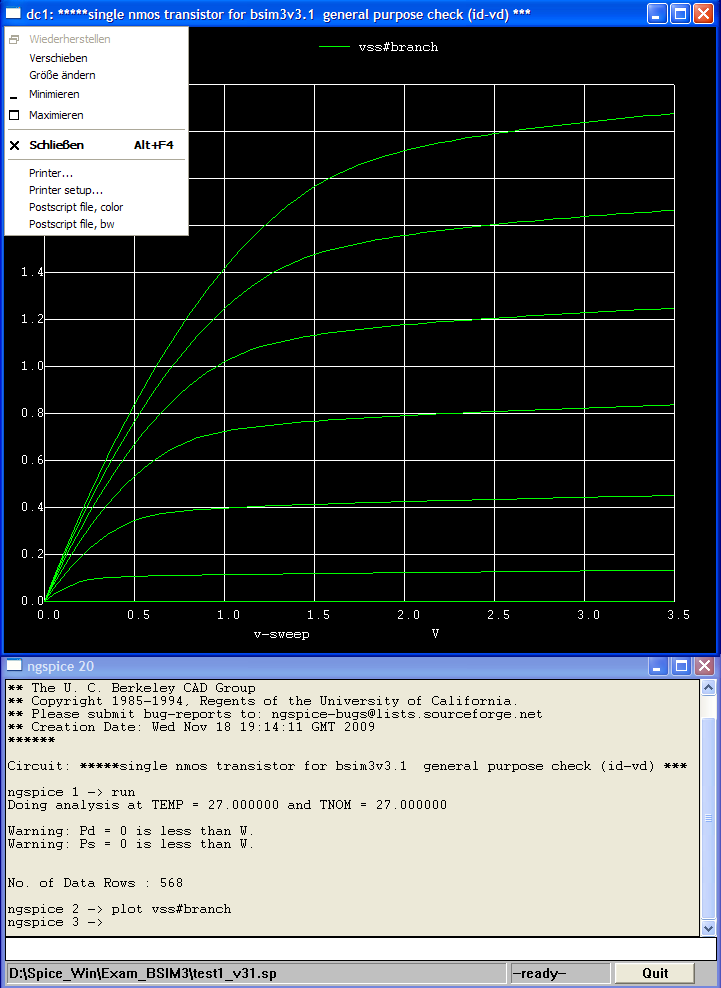 dc1: *****single nmos transistor for bsim3v3.1 general purpose check (id-vd) ***
Wiederherstellen
Verschieben
Größe ändern
Minimieren
Maximieren
Schließen Alt+F4
Printer...
Printer setup...
Postscript file, color
Postscript file, bw
vss#branch
1.4
1.2
1.0
0.8
0.6
0.4
0.2
0.0
0.0 0.5 1.0 1.5 2.0 2.5 3.0 3.5
v-sweep V
ngspice 20
** The U. C. Berkeley CAD Group
** Copyright 1985-1994, Regents of the University of California.
** Please submit bug-reports to: ngspice-bugs@lists.sourceforge.net
** Creation Date: Wed Nov 18 19:14:11 GMT 2009
******
Circuit: *****single nmos transistor for bsim3v3.1 general purpose check (id-vd) ***
ngspice 1 -> run
Doing analysis at TEMP = 27.000000 and TNOM = 27.000000
Warning: Pd = 0 is less than W.
Warning: Ps = 0 is less than W.
No. of Data Rows : 568
ngspice 2 -> plot vss#branch
ngspice 3 ->
D:\Spice_Win\Exam_BSIM3\test1_v31.sp --ready-- Quit